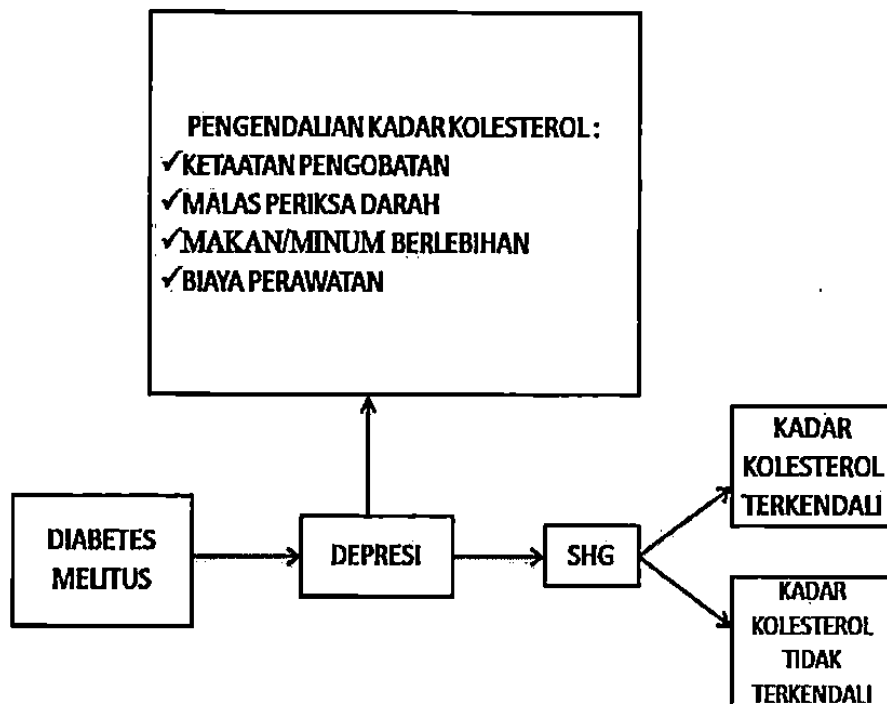 PENGENDALIAN KADAR KOLESTEROL :
✓KETAATAN PENGOBATAN
✓MALAS PERIKSA DARAH
✓MAKAN/MINUM BERLEBIHAN
✓BIAYA PERAWATAN
DIABETES
MELITUS
DEPRESI
SHG
KADAR
KOLESTEROL
TERKENDALI
KADAR
KOLESTEROL
TIDAK
TERKENDALI